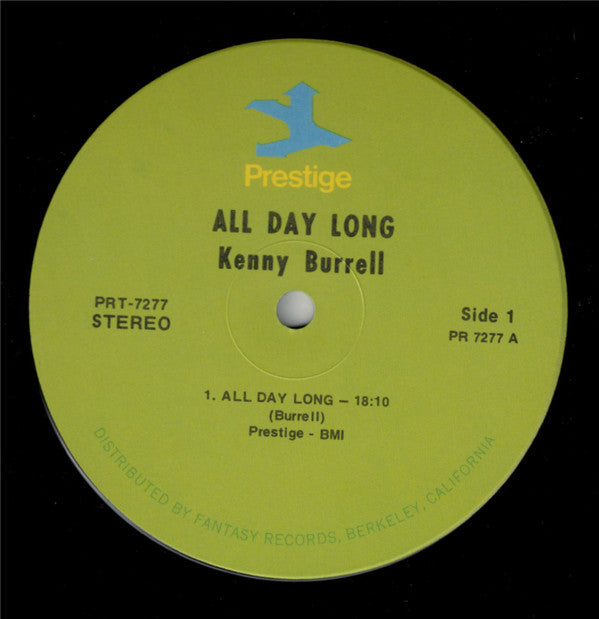 Prestige
ALL DAY LONG
Kenny Burrell
PRT-7277
STEREO
Side 1
PR 7277 A
1. ALL DAY LONG – 18:10
(Burrell)
Prestige - BMI
DISTRIBUTED BY FANTASY RECORDS, BERKELEY, CALIFORNIA